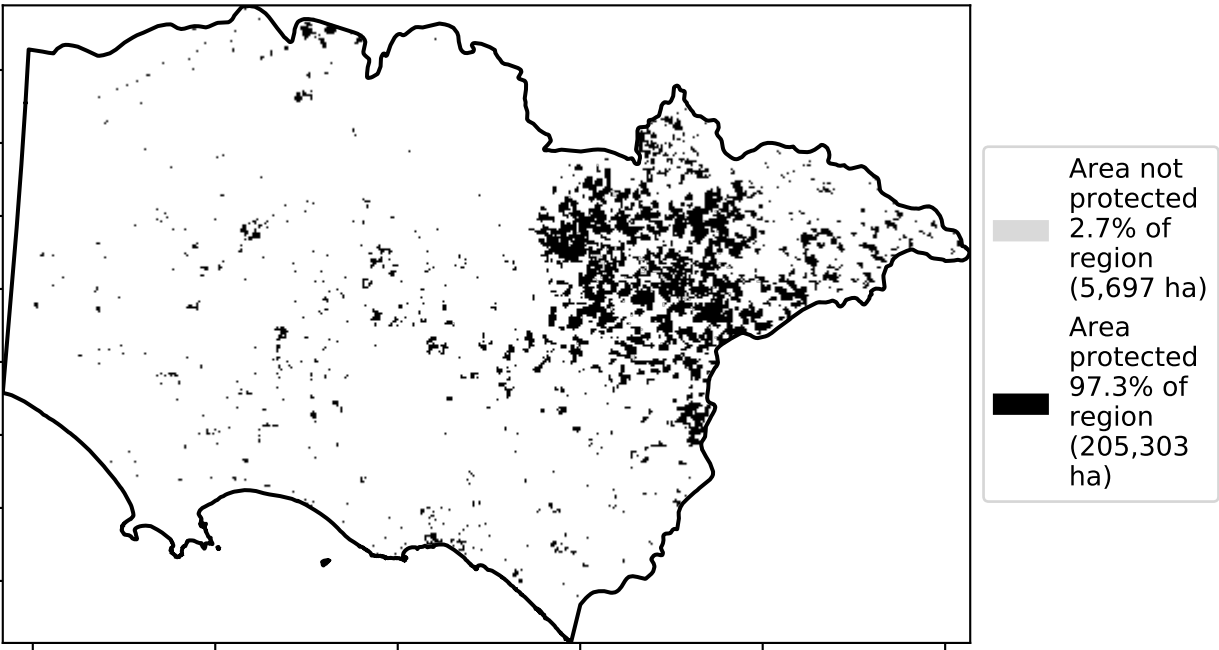 Area not
protected
2.7% of
region
(5,697 ha)
Area
protected
97.3% of
region
(205,303
ha)